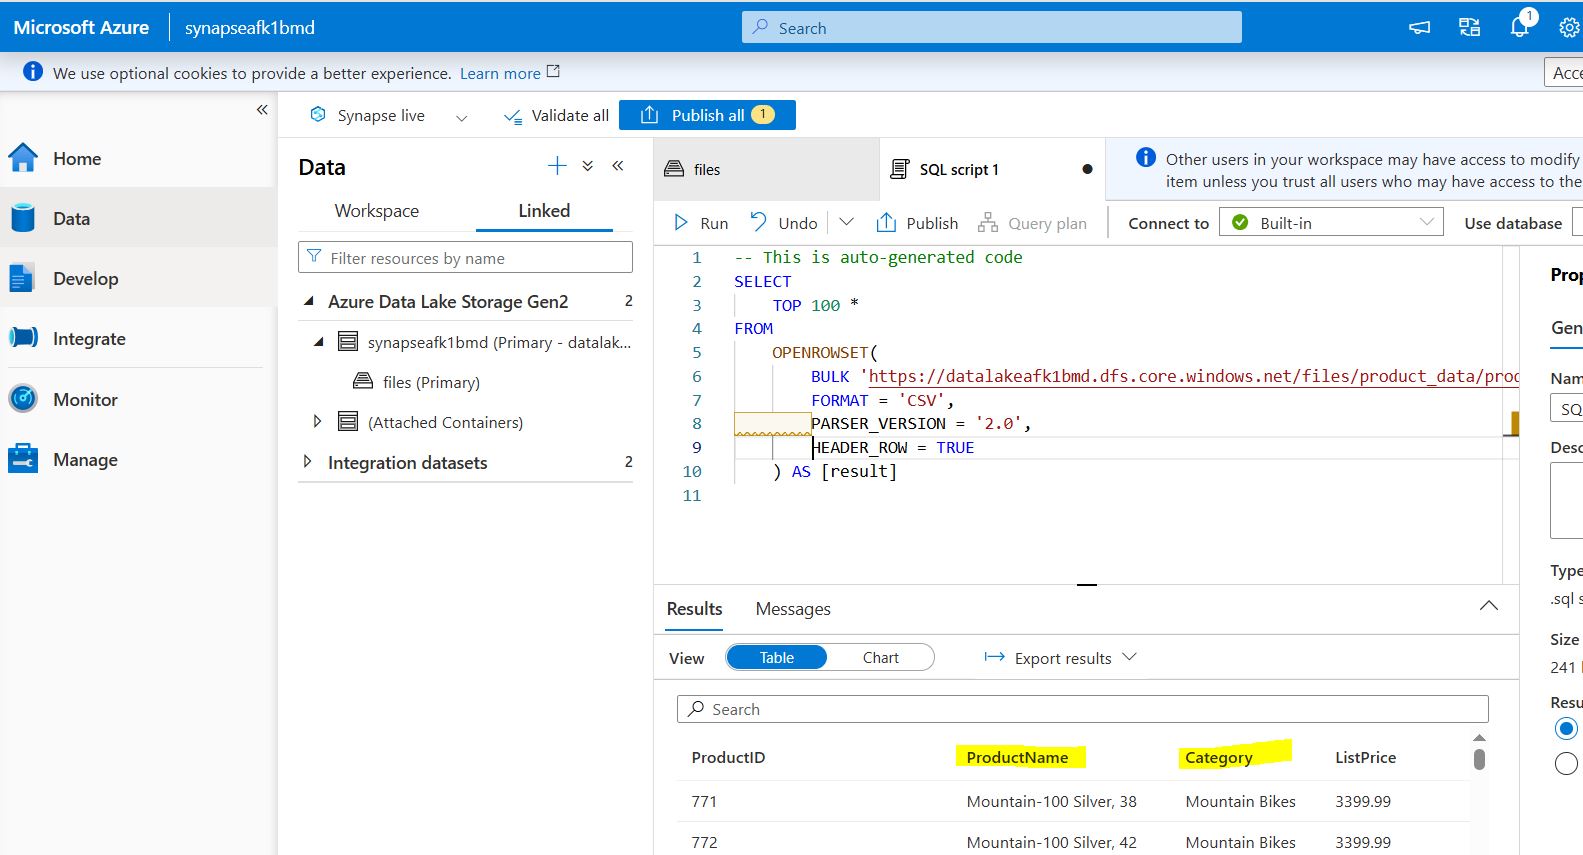 Microsoft Azure synapseafk1bmd Search 1
We use optional cookies to provide a better experience. Learn more Acce
Synapse live Validate all Publish all 1
Home
Data
Develop
Integrate
Monitor
Manage
Data
Workspace Linked
Filter resources by name
Azure Data Lake Storage Gen2 2
synapseafk1bmd (Primary - datalak...
files (Primary)
(Attached Containers)
Integration datasets 2
files SQL script 1
Other users in your workspace may have access to modify
item unless you trust all users who may have access to the
Run Undo Publish Query plan Connect to Built-in Use database
1 -- This is auto-generated code
2 SELECT
3 TOP 100 *
4 FROM
5 OPENROWSET(
6 BULK 'https://datalakeafk1bmd.dfs.core.windows.net/files/product_data/prod
7 FORMAT = 'CSV',
8 PARSER_VERSION = '2.0',
9 HEADER_ROW = TRUE
10 ) AS [result]
11
Results Messages
View Table Chart Export results
Search
ProductID ProductName Category ListPrice
771 Mountain-100 Silver, 38 Mountain Bikes 3399.99
772 Mountain-100 Silver, 42 Mountain Bikes 3399.99
Prop
Gen
Nam
SQ
Desc
Type
.sql s
Size
241
Resu